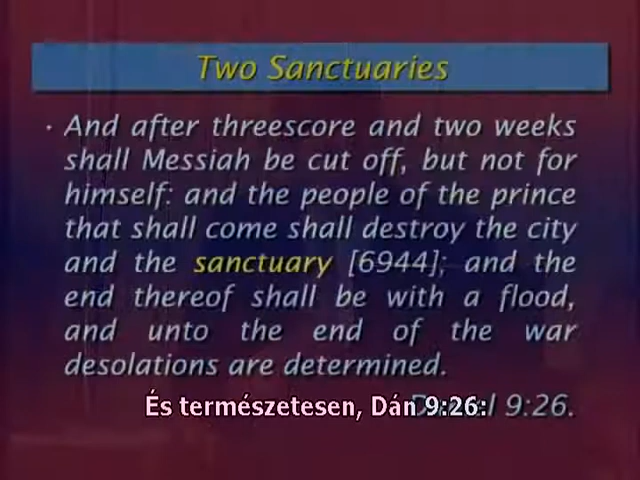 Two Sanctuaries
· And after threescore and two weeks
shall Messiah be cut off, but not for
himself: and the people of the prince
that shall come shall destroy the city
and the sanctuary [6944]; and the
end thereof shall be with a flood,
and unto the end of the war
desolations are determined.
Daniel 9:26.
És természetesen, Dán 9:26: